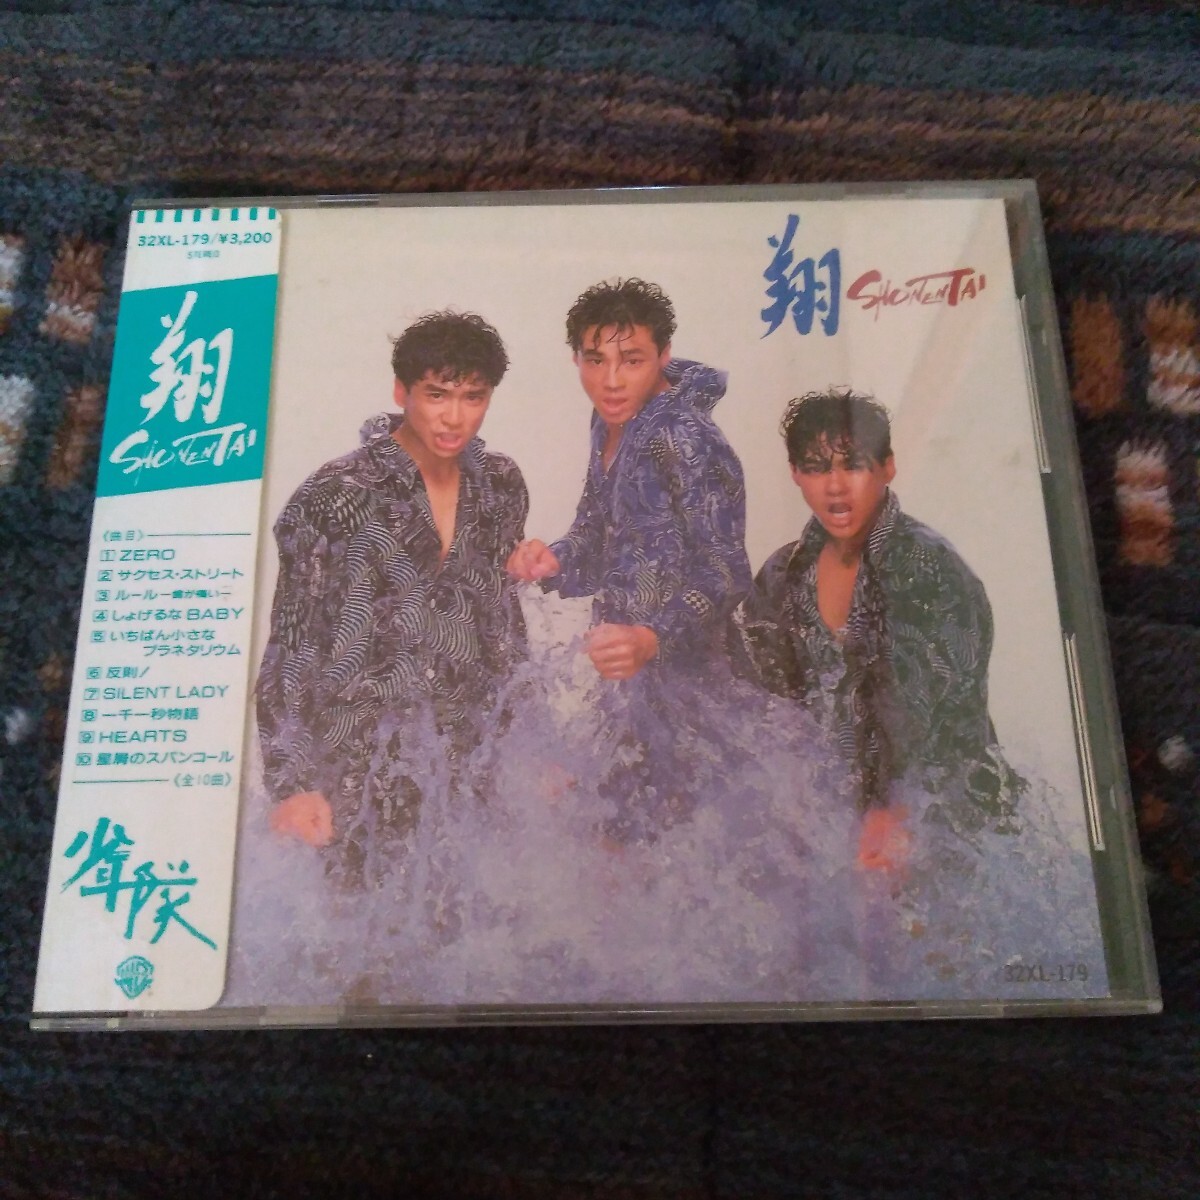 32XL-179/¥3,200
STEREO
翔
SHONENTAI
《曲目》
1 ZERO
2 サクセス・ストリート
3 ルルル ー歯が痛いー
4 しょげるな BABY
5 いちばん小さな
プラネタリウム
6 反則!
7 SILENT LADY
8 一千一秒物語
9 HEARTS
10 星屑のスパンコール
《全10曲》
少年隊
翔 SHONENTAI
32XL-179